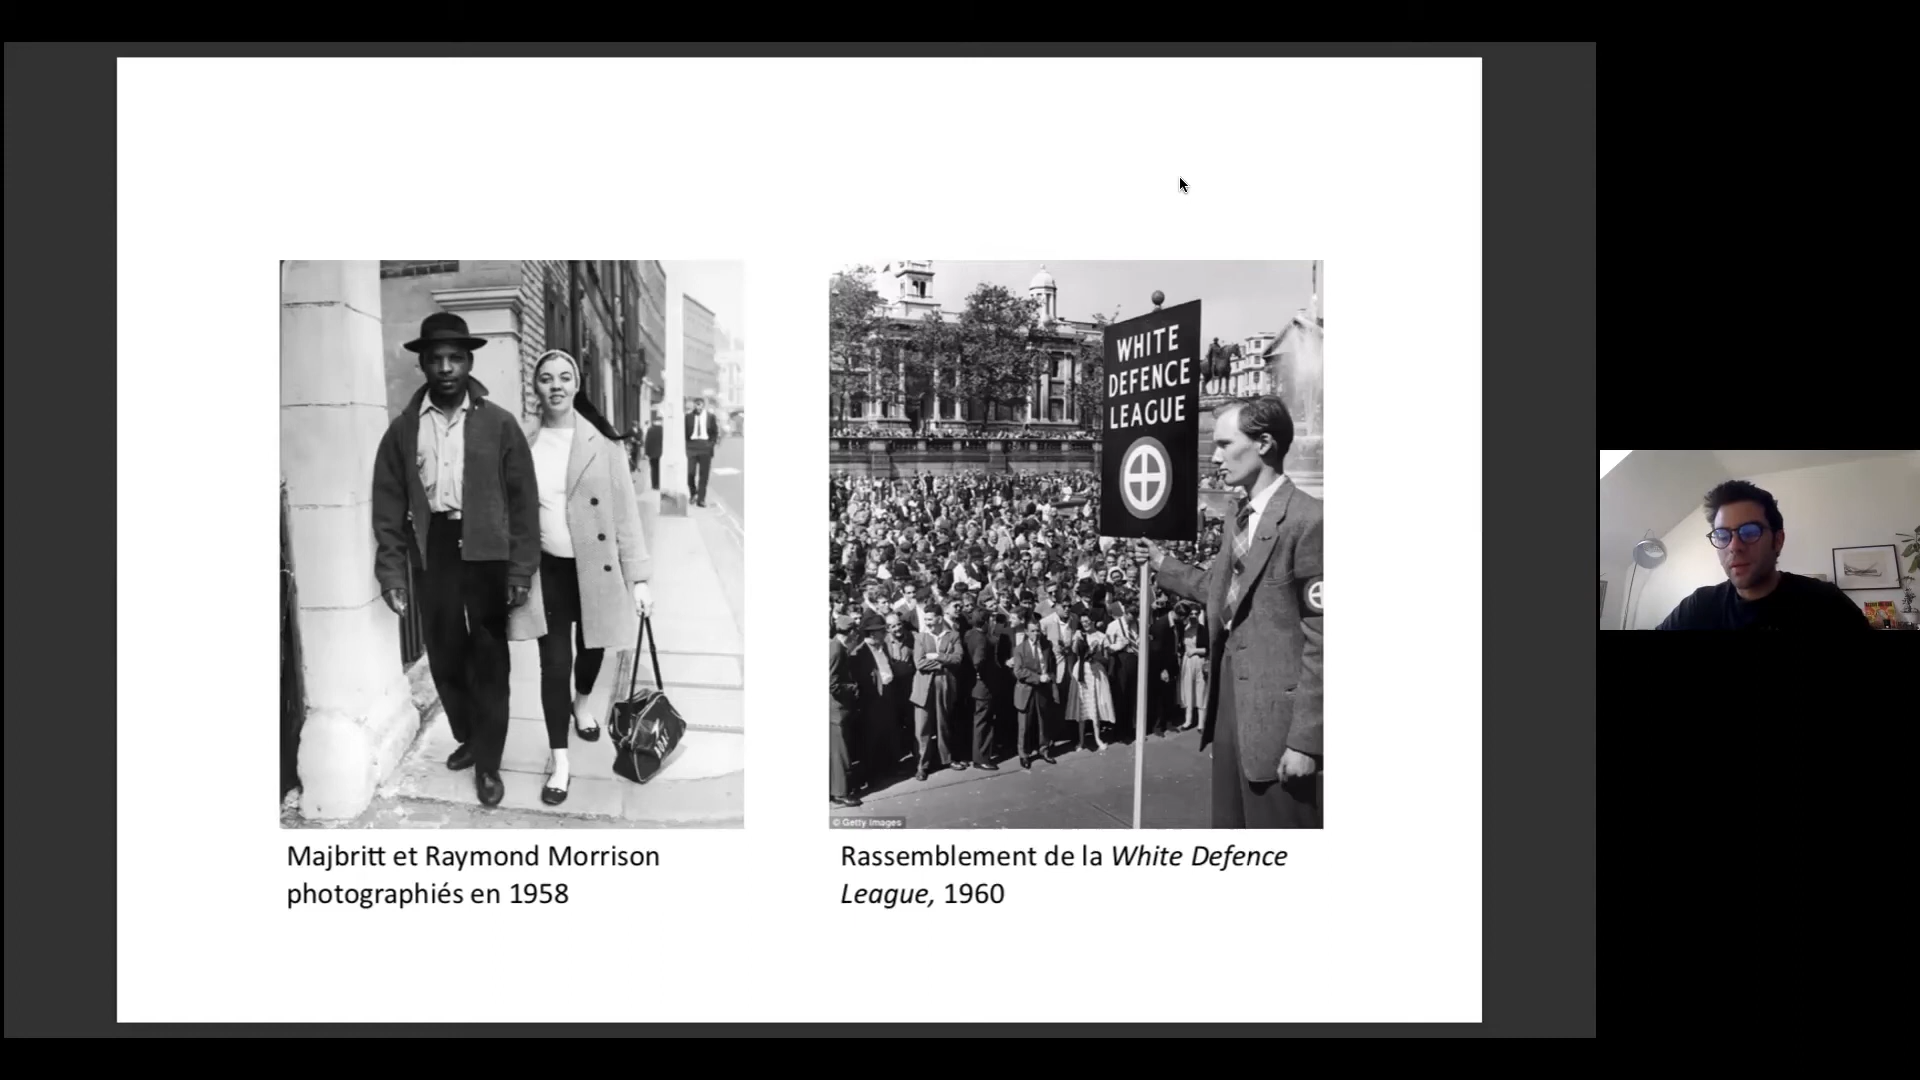 WHITE
DEFENCE
LEAGUE
© Getty Images
Majbritt et Raymond Morrison
photographiés en 1958
Rassemblement de la White Defence
League, 1960